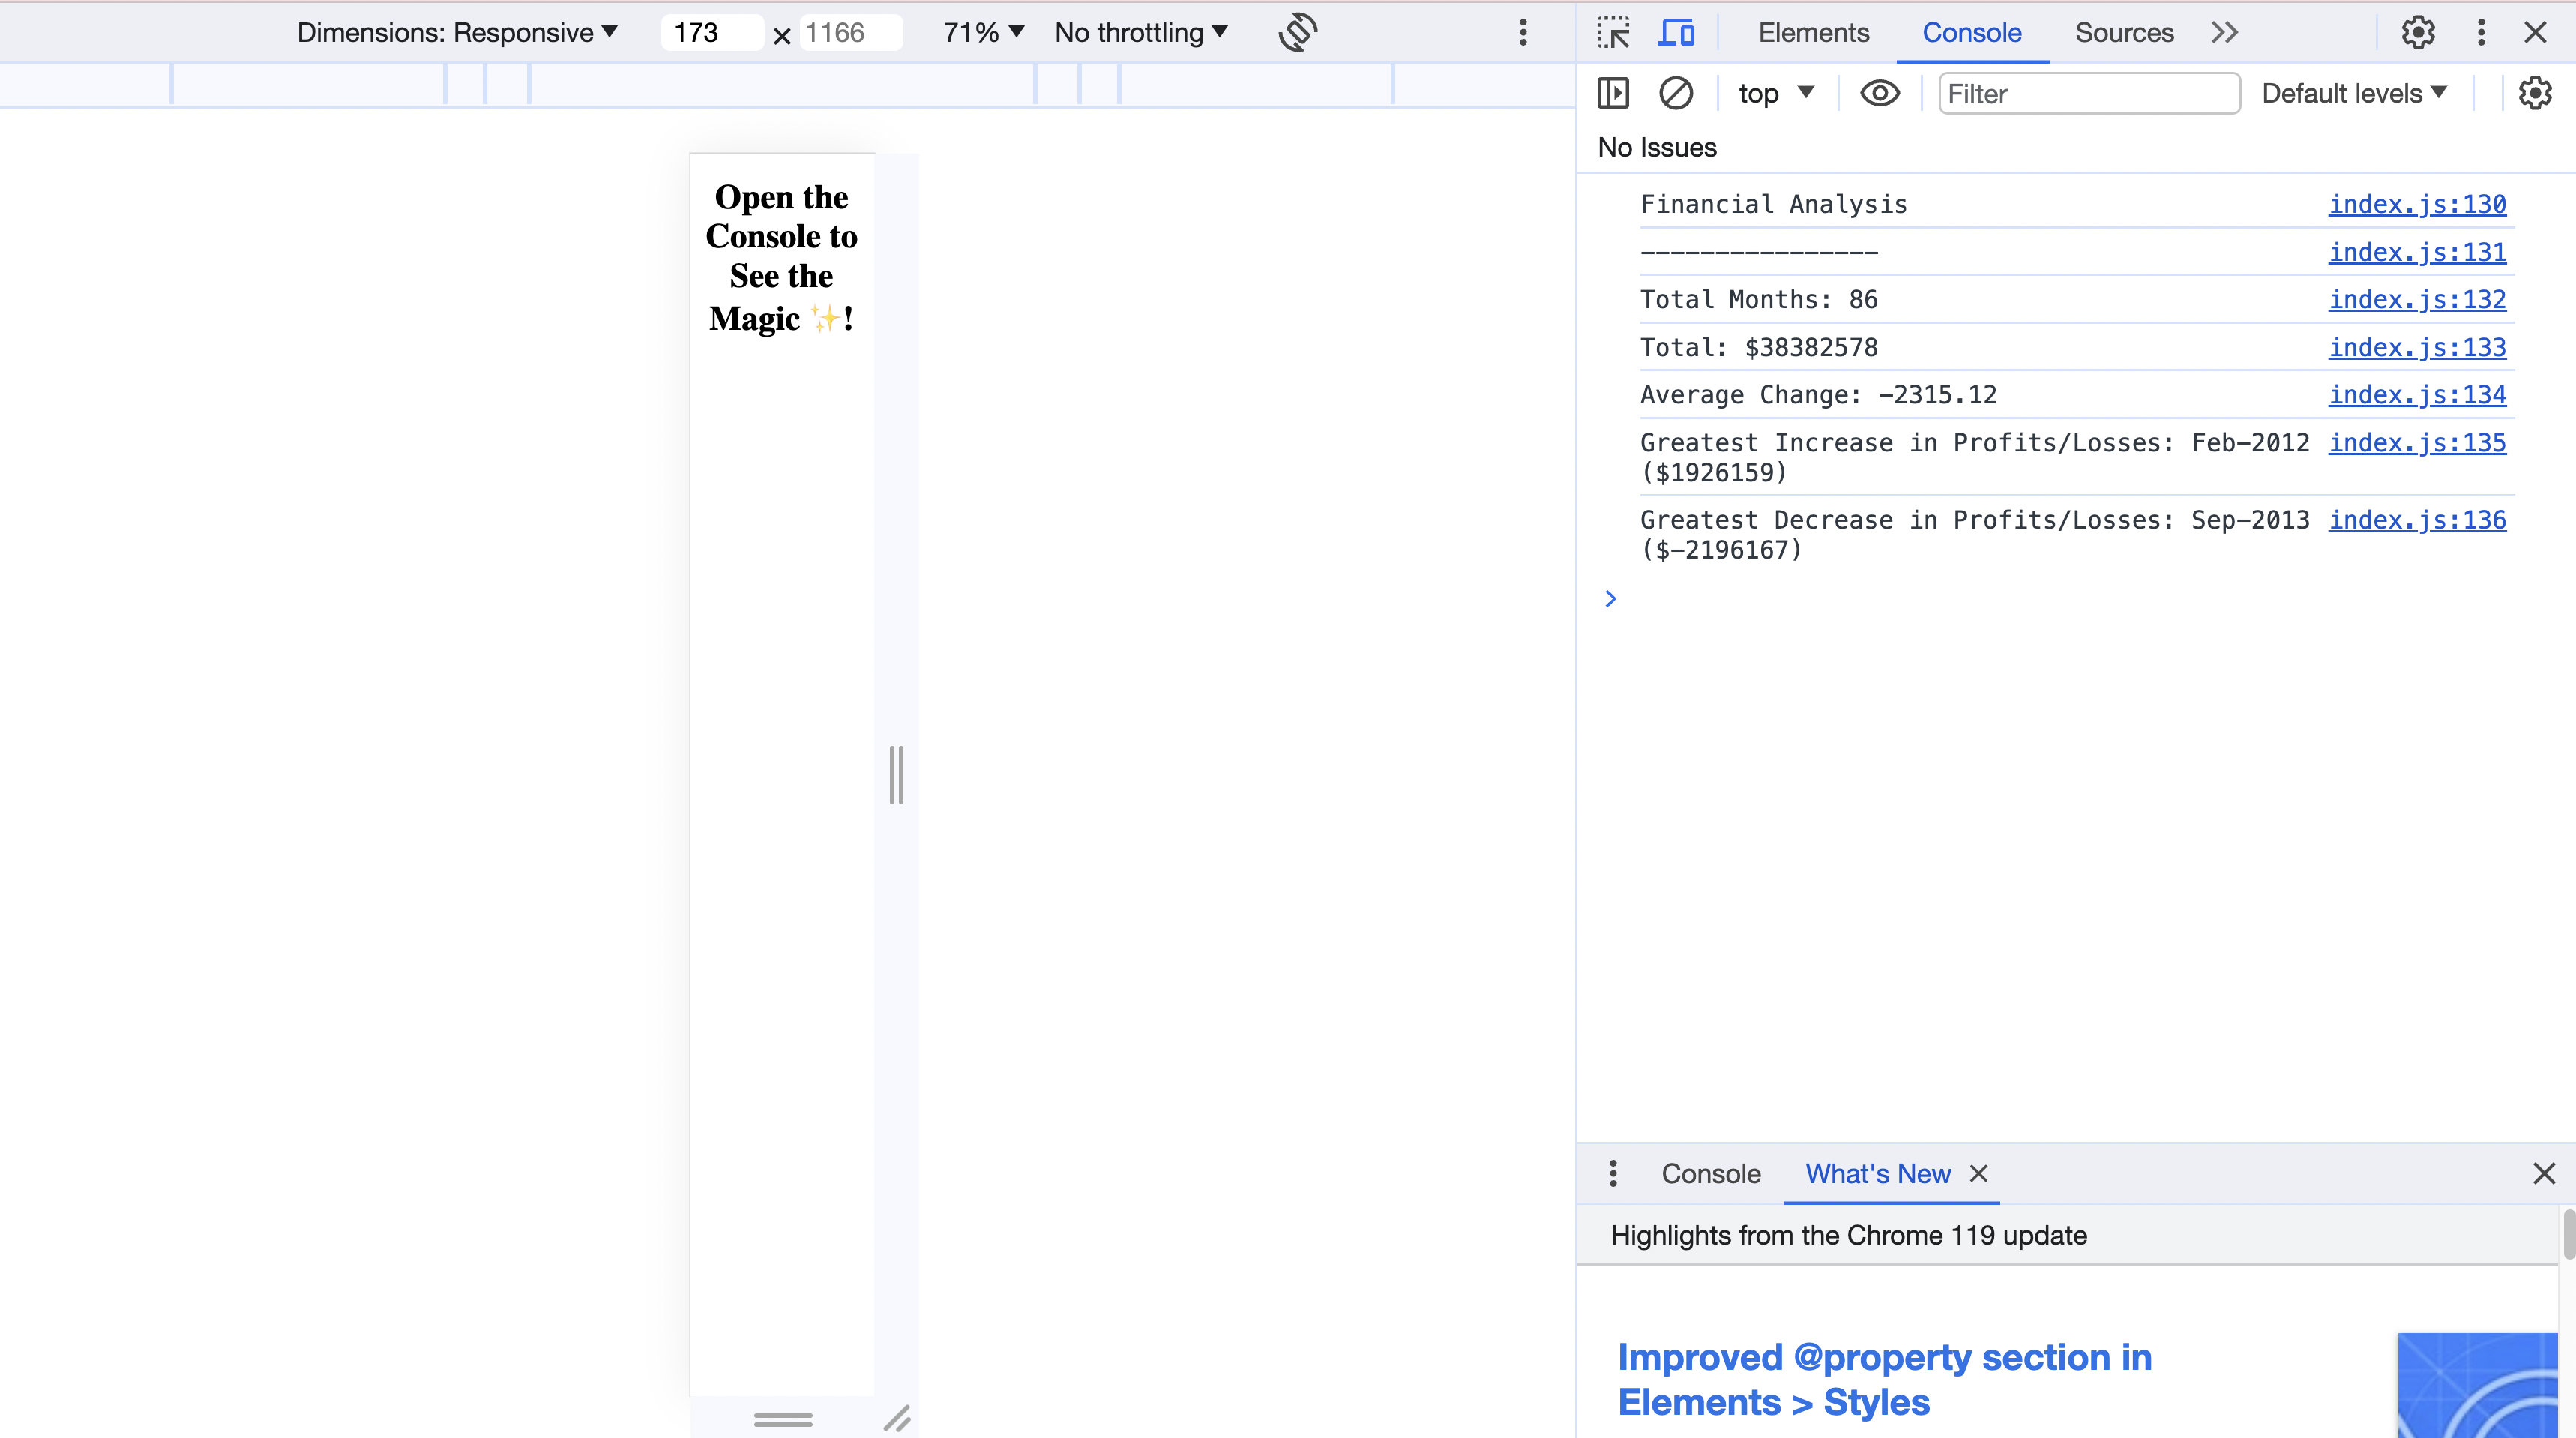 Dimensions: Responsive ▼ 173 × 1166 71% ▼ No throttling ▼
Elements Console Sources
top ▼ Filter Default levels ▼
No Issues
Open the
Console to
See the
Magic ✨!
Financial Analysis index.js:130
---------------- index.js:131
Total Months: 86 index.js:132
Total: $38382578 index.js:133
Average Change: -2315.12 index.js:134
Greatest Increase in Profits/Losses: Feb-2012 index.js:135
($1926159)
Greatest Decrease in Profits/Losses: Sep-2013 index.js:136
($-2196167)
Console What's New
Highlights from the Chrome 119 update
Improved @property section in
Elements > Styles